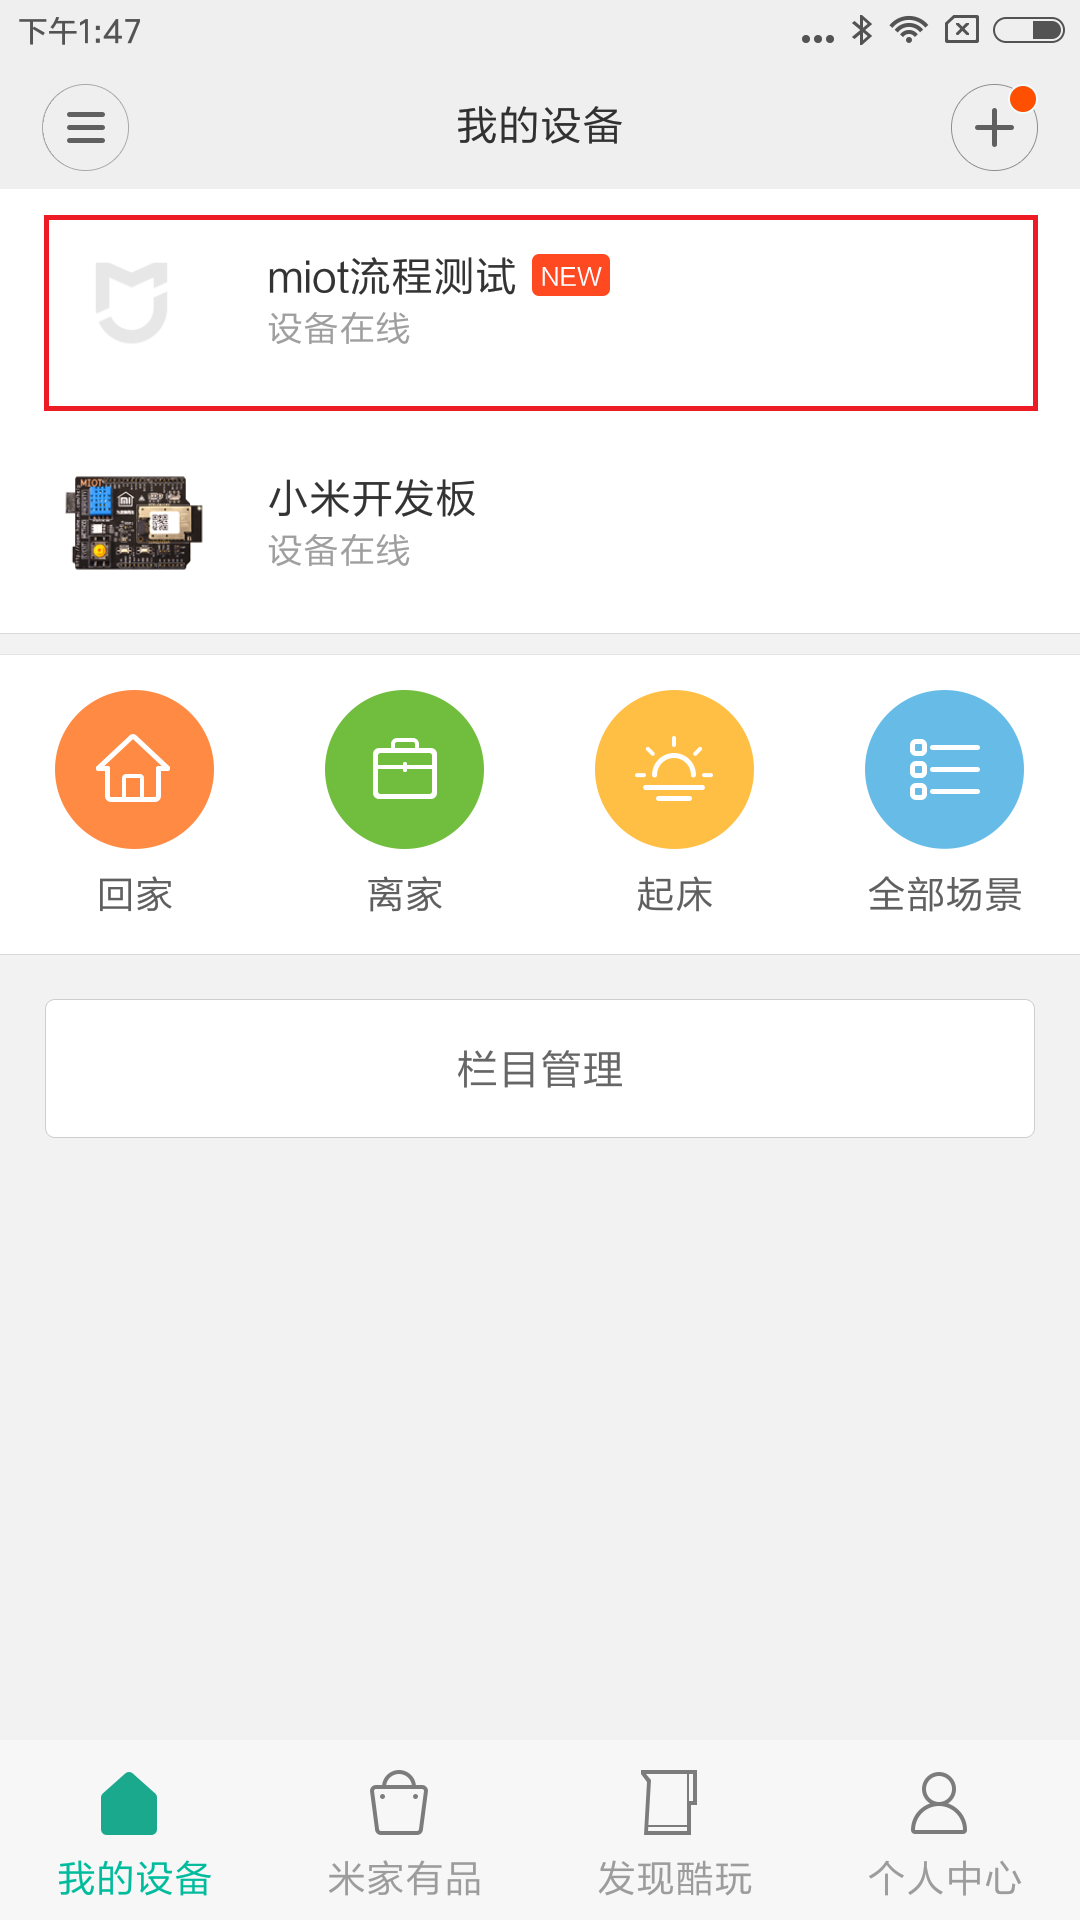 下午1:47
我的设备
miot流程测试 NEW
设备在线
MIOT
小米开发板
设备在线
回家 离家 起床 全部场景
栏目管理
我的设备 米家有品 发现酷玩 个人中心